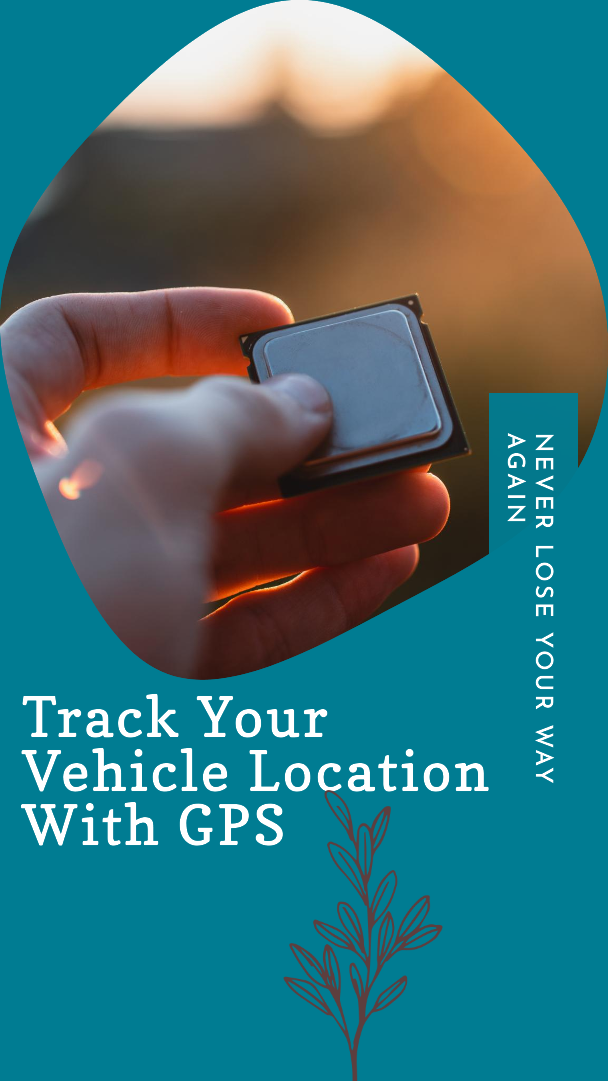 NEVER LOSE YOUR WAY
AGAIN
Track Your
Vehicle Location
With GPS